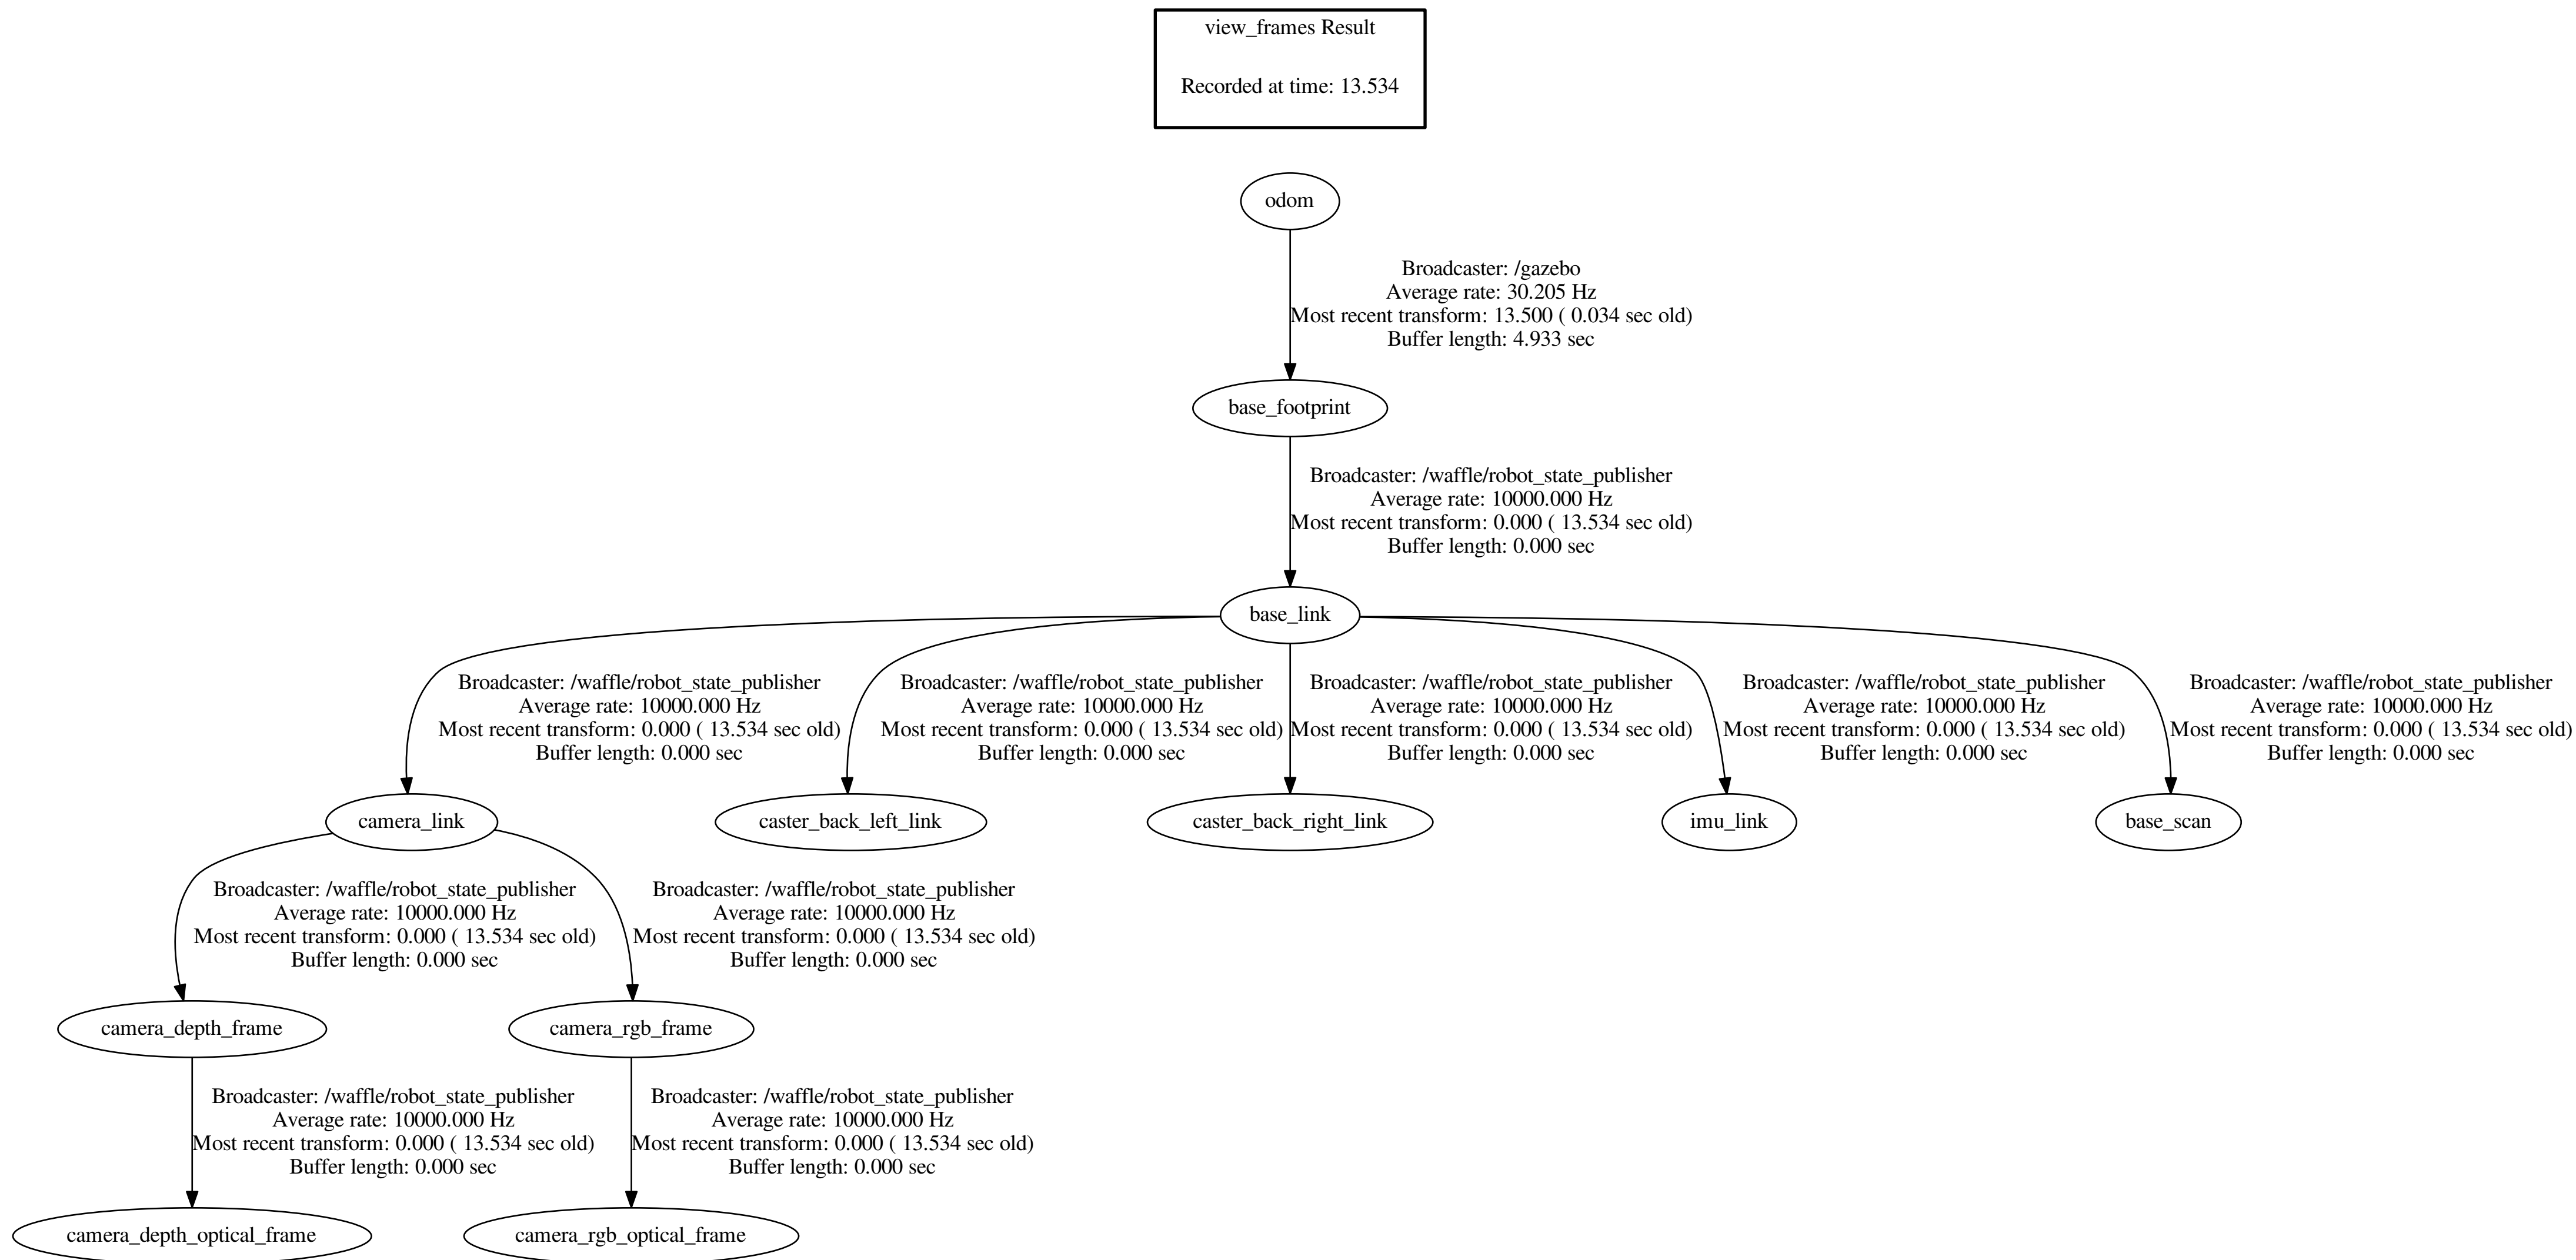 view_frames Result
Recorded at time: 13.534
odom
Broadcaster: /gazebo
Average rate: 30.205 Hz
Most recent transform: 13.500 ( 0.034 sec old)
Buffer length: 4.933 sec
base_footprint
Broadcaster: /waffle/robot_state_publisher
Average rate: 10000.000 Hz
Most recent transform: 0.000 ( 13.534 sec old)
Buffer length: 0.000 sec
base_link
Broadcaster: /waffle/robot_state_publisher
Average rate: 10000.000 Hz
Most recent transform: 0.000 ( 13.534 sec old)
Buffer length: 0.000 sec
Broadcaster: /waffle/robot_state_publisher
Average rate: 10000.000 Hz
Most recent transform: 0.000 ( 13.534 sec old)
Buffer length: 0.000 sec
Broadcaster: /waffle/robot_state_publisher
Average rate: 10000.000 Hz
Most recent transform: 0.000 ( 13.534 sec old)
Buffer length: 0.000 sec
Broadcaster: /waffle/robot_state_publisher
Average rate: 10000.000 Hz
Most recent transform: 0.000 ( 13.534 sec old)
Buffer length: 0.000 sec
Broadcaster: /waffle/robot_state_publisher
Average rate: 10000.000 Hz
Most recent transform: 0.000 ( 13.534 sec old)
Buffer length: 0.000 sec
camera_link
caster_back_left_link
caster_back_right_link
imu_link
base_scan
Broadcaster: /waffle/robot_state_publisher
Average rate: 10000.000 Hz
Most recent transform: 0.000 ( 13.534 sec old)
Buffer length: 0.000 sec
Broadcaster: /waffle/robot_state_publisher
Average rate: 10000.000 Hz
Most recent transform: 0.000 ( 13.534 sec old)
Buffer length: 0.000 sec
camera_depth_frame
camera_rgb_frame
Broadcaster: /waffle/robot_state_publisher
Average rate: 10000.000 Hz
Most recent transform: 0.000 ( 13.534 sec old)
Buffer length: 0.000 sec
Broadcaster: /waffle/robot_state_publisher
Average rate: 10000.000 Hz
Most recent transform: 0.000 ( 13.534 sec old)
Buffer length: 0.000 sec
camera_depth_optical_frame
camera_rgb_optical_frame